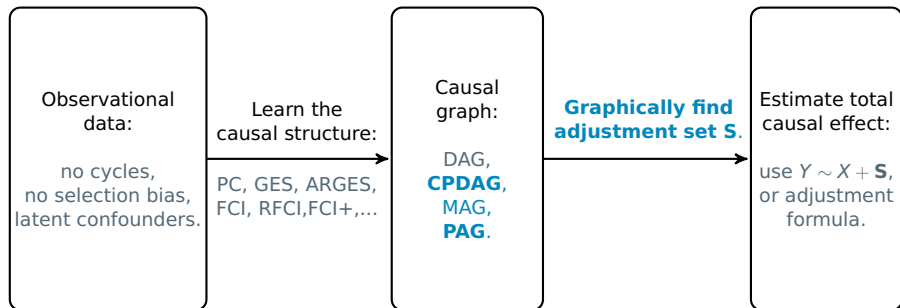 Observational
data:
no cycles,
no selection bias,
latent confounders.
Learn the
causal structure:
PC, GES, ARGES,
FCI, RFCI,FCI+,...
Causal
graph:
DAG,
CPDAG,
MAG,
PAG.
Graphically find
adjustment set S.
Estimate total
causal effect:
use Y ~ X + S,
or adjustment
formula.